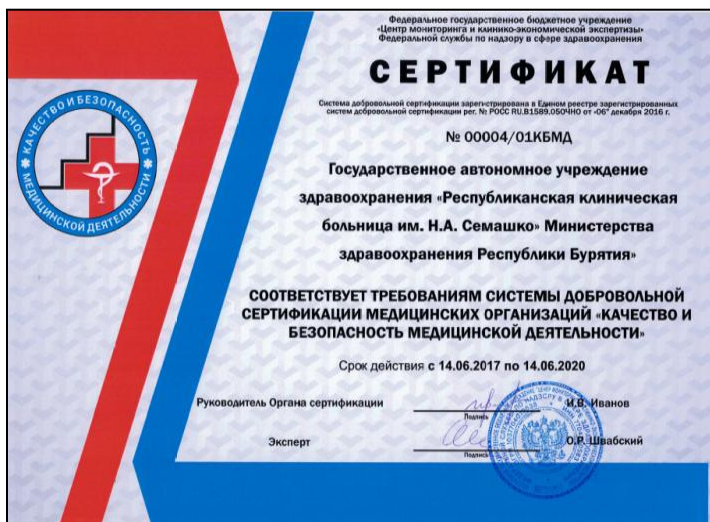 Федеральное государственное бюджетное учреждение
«Центр мониторинга и клинико-экономической экспертизы»
Федеральной службы по надзору в сфере здравоохранения
СЕРТИФИКАТ
Система добровольной сертификации зарегистрирована в Едином реестре зарегистрированных
систем добровольной сертификации рег. № РОСС RU.В1589.05ОЧНО от «06" декабря 2016 г.
№ 00004/01КБМД
КАЧЕСТВО И БЕЗОПАСНОСТЬ
МЕДИЦИНСКОЙ ДЕЯТЕЛЬНОСТИ
Государственное автономное учреждение
здравоохранения «Республиканская клиническая
больница им. Н.А. Семашко» Министерства
здравоохранения Республики Бурятия»
СООТВЕТСТВУЕТ ТРЕБОВАНИЯМ СИСТЕМЫ ДОБРОВОЛЬНОЙ
СЕРТИФИКАЦИИ МЕДИЦИНСКИХ ОРГАНИЗАЦИЙ «КАЧЕСТВО И
БЕЗОПАСНОСТЬ МЕДИЦИНСКОЙ ДЕЯТЕЛЬНОСТИ»
Срок действия с 14.06.2017 по 14.06.2020
Руководитель Органа сертификации И.В. Иванов
Подпись
Эксперт О.Р. Швабский
Подпись